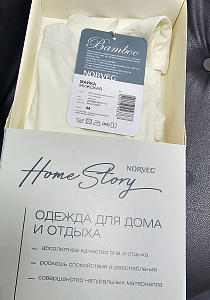 Bamboo
NORVEG
МАЙКА
МУЖСКАЯ
M
NORVEG
Home Story
ОДЕЖДА ДЛЯ ДОМА
И ОТДЫХА
абсолютное качество сна и отдыха
роскошь спокойствия и расслабления
совершенство натуральных материалов